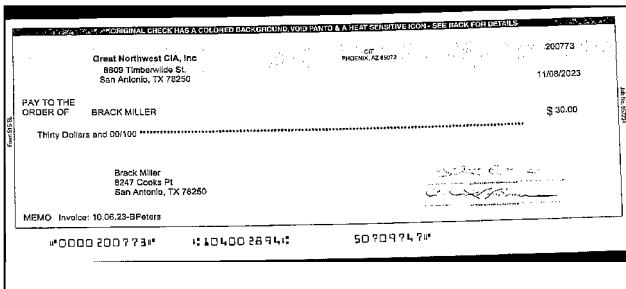 ORIGINAL CHECK HAS A COLORED BACKGROUND, VOID PANTO & A HEAT SENSITIVE ICON - SEE BACK FOR DETAILS
Great Northwest CIA, Inc
8809 Timberwilde St.
San Antonio, TX 78250
CIT
PHOENIX, AZ 85072
200773
11/08/2023
PAY TO THE
ORDER OF BRACK MILLER
$ 30.00
Thirty Dollars and 00/100
Brack Miller
8247 Cooks Pt
San Antonio, TX 78250
MEMO Invoice: 10.06.23-BPeters
⑈0000200773⑈ ⑆104002894⑆ 50709747⑈